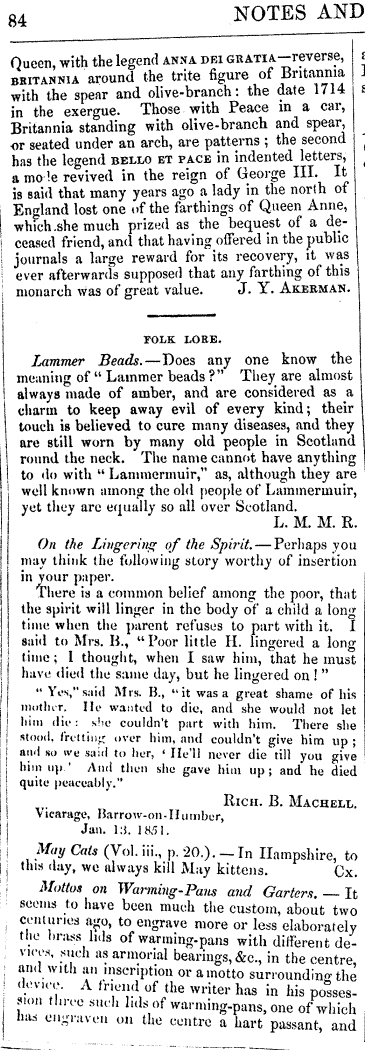 84 NOTES AND
Queen, with the legend ANNA DEI GRATIA—reverse,
BRITANNIA around the trite figure of Britannia
with the spear and olive-branch: the date 1714
in the exergue. Those with Peace in a car,
Britannia standing with olive-branch and spear,
or seated under an arch, are patterns; the second
has the legend BELLO ET PACE in indented letters,
a mode revived in the reign of George III. It
is said that many years ago a lady in the north of
England lost one of the farthings of Queen Anne,
which she much prized as the bequest of a de-
ceased friend, and that having offered in the public
journals a large reward for its recovery, it was
ever afterwards supposed that any farthing of this
monarch was of great value. J. Y. AKERMAN.
FOLK LORE.
Lammer Beads.—Does any one know the
meaning of "Lammer beads?" They are almost
always made of amber, and are considered as a
charm to keep away evil of every kind; their
touch is believed to cure many diseases, and they
are still worn by many old people in Scotland
round the neck. The name cannot have anything
to do with "Lammermuir," as, although they are
well known among the old people of Lammermuir,
yet they are equally so all over Scotland.
L. M. M. R.
On the Lingering of the Spirit.—Perhaps you
may think the following story worthy of insertion
in your paper.
There is a common belief among the poor, that
the spirit will linger in the body of a child a long
time when the parent refuses to part with it. I
said to Mrs. B., "Poor little H. lingered a long
time; I thought, when I saw him, that he must
have died the same day, but he lingered on!"
"Yes," said Mrs. B., "it was a great shame of his
mother. He wanted to die, and she would not let
him die: she couldn't part with him. There she
stood, fretting over him, and couldn't give him up;
and so we said to her, 'He'll never die till you give
him up.' And then she gave him up; and he died
quite peaceably."
RICH. B. MACHELL.
Vicarage, Barrow-on-Humber,
Jan. 13. 1851.
May Cats (Vol. iii., p. 20.).—In Hampshire, to
this day, we always kill May kittens. Cx.
Mottos on Warming-Pans and Garters.—It
seems to have been much the custom, about two
centuries ago, to engrave more or less elaborately
the brass lids of warming-pans with different de-
vices, such as armorial bearings, &c., in the centre,
and with an inscription or a motto surrounding the
device. A friend of the writer has in his posses-
sion three such lids of warming-pans, one of which
has engraven on the centre a hart passant, and